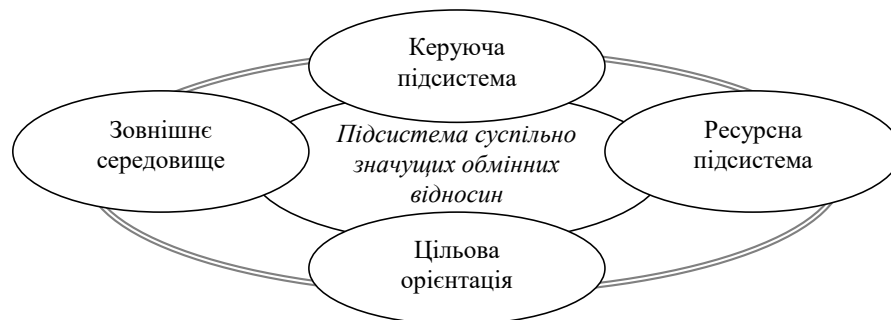 Керуюча
підсистема
Зовнішнє
середовище
Підсистема суспільно
значущих обмінних
відносин
Ресурсна
підсистема
Цільова
орієнтація